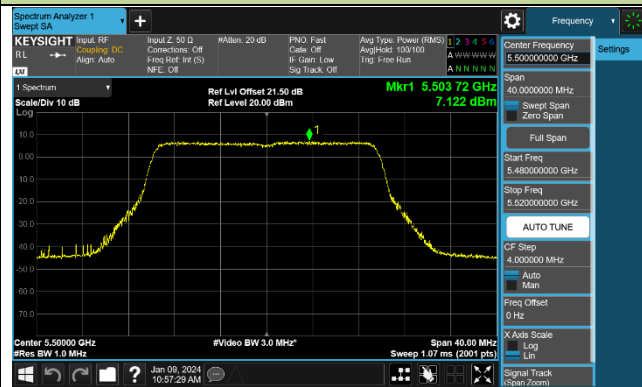 Spectrum Analyzer 1
Swept SA
+
Frequency
KEYSIGHT
RL
LXI
Input: RF
Coupling: DC
Align: Auto
Input Z: 50 Ω
Corrections: Off
Freq Ref: Int (S)
NFE: Off
#Atten: 20 dB
PNO: Fast
Gate: Off
IF Gain: Low
Sig Track: Off
Avg Type: Power (RMS)
Avg|Hold: 100/100
Trig: Free Run
1 2 3 4 5 6
A W W W W W
A N N N N N
1 Spectrum
Scale/Div 10 dB
Log
Ref Lvl Offset 21.50 dB
Ref Level 20.00 dBm
Mkr1 5.503 72 GHz
7.122 dBm
1
10.0
0.00
-10.0
-20.0
-30.0
-40.0
-50.0
-60.0
-70.0
Center 5.50000 GHz
#Res BW 1.0 MHz
#Video BW 3.0 MHz*
Span 40.00 MHz
Sweep 1.07 ms (2001 pts)
?
Jan 09, 2024
10:57:29 AM
Center Frequency
5.500000000 GHz
Settings
Span
40.0000000 MHz
Swept Span
Zero Span
Full Span
Start Freq
5.480000000 GHz
Stop Freq
5.520000000 GHz
AUTO TUNE
CF Step
4.000000 MHz
Auto
Man
Freq Offset
0 Hz
X Axis Scale
Log
Lin
Signal Track
(Span Zoom)